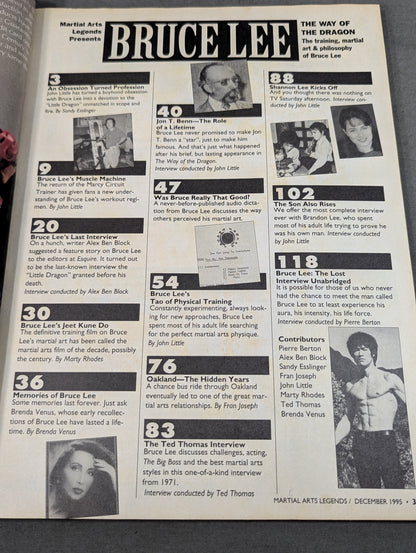 Martial Arts
Legends
Presents
BRUCE LEE
THE WAY OF
THE DRAGON
The training, martial
art & philosophy
of Bruce Lee
3
An Obsession Turned Profession
John Little has turned a boyhood obsession
with Bruce Lee into a devotion to the
"Little Dragon" unmatched in scope and
fire. By Sandy Esslinger
9
Bruce Lee's Muscle Machine
The return of the Marcy Circuit
Trainer has given fans a new under-
standing of Bruce Lee's workout regi-
men. By John Little
20
Bruce Lee's Last Interview
On a hunch, writer Alex Ben Block
suggested a feature story on Bruce Lee
to the editors at Esquire. It turned out
to be the last-known interview the
"Little Dragon" granted before his
death.
Interview conducted by Alex Ben Block
30
Bruce Lee's Jeet Kune Do
The definitive training film on Bruce
Lee's martial art has been called the
martial arts film of the decade, possibly
the century. By Marty Rhodes
36
Memories of Bruce Lee
Some memories last forever. Just ask
Brenda Venus, whose early recollec-
tions of Bruce Lee have lasted a life-
time. By Brenda Venus
40
Jon T. Benn—The Role
of a Lifetime
Bruce Lee never promised to make Jon
T. Benn a "star", just to make him
famous. And that's just what happened
after his brief, but lasting appearance in
The Way of the Dragon.
Interview conducted by John Little
47
Was Bruce Really That Good?
A never-before-published audio dicta-
tion from Bruce Lee discusses the way
others perceived his martial art.
54
Bruce Lee's
Tao of Physical Training
Constantly experimenting, always look-
ing for new approaches, Bruce Lee
spent most of his adult life searching
for the perfect martial arts physique.
By John Little
76
Oakland—The Hidden Years
A chance bus ride through Oakland
eventually led to one of the great mar-
tial arts relationships. By Fran Joseph
83
The Ted Thomas Interview
Bruce Lee discusses challenges, acting,
The Big Boss and the best martial arts
styles in this one-of-a-kind interview
from 1971.
Interview conducted by Ted Thomas
88
Shannon Lee Kicks Off
And you thought there was nothing on
TV Saturday afternoon. Interview con-
ducted by John Little
102
The Son Also Rises
We offer the most complete interview
ever with Brandon Lee, who spent
most of his adult life trying to prove he
was his own man. Interview conducted
by John Little
118
Bruce Lee: The Lost
Interview Unabridged
It is possible for those of us who never
had the chance to meet the man called
Bruce Lee to at least experience his
aura, his intensity, his life force.
Interview conducted by Pierre Berton
Contributors
Pierre Berton
Alex Ben Block
Sandy Esslinger
Fran Joseph
John Little
Marty Rhodes
Ted Thomas
Brenda Venus
MARTIAL ARTS LEGENDS / DECEMBER 1995 • 3